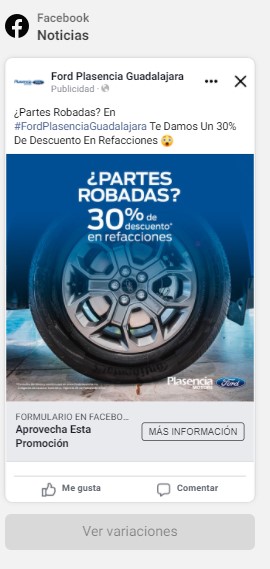 Facebook
Noticias
Ford Plasencia Guadalajara
Publicidad ·
¿Partes Robadas? En
#FordPlasenciaGuadalajara Te Damos Un 30%
De Descuento En Refacciones 😧
¿PARTES
ROBADAS?
30% de
descuento*
en refacciones
Plasencia
Ford
FORMULARIO EN FACEBO...
Aprovecha Esta
Promoción
MÁS INFORMACIÓN
Me gusta
Comentar
Ver variaciones